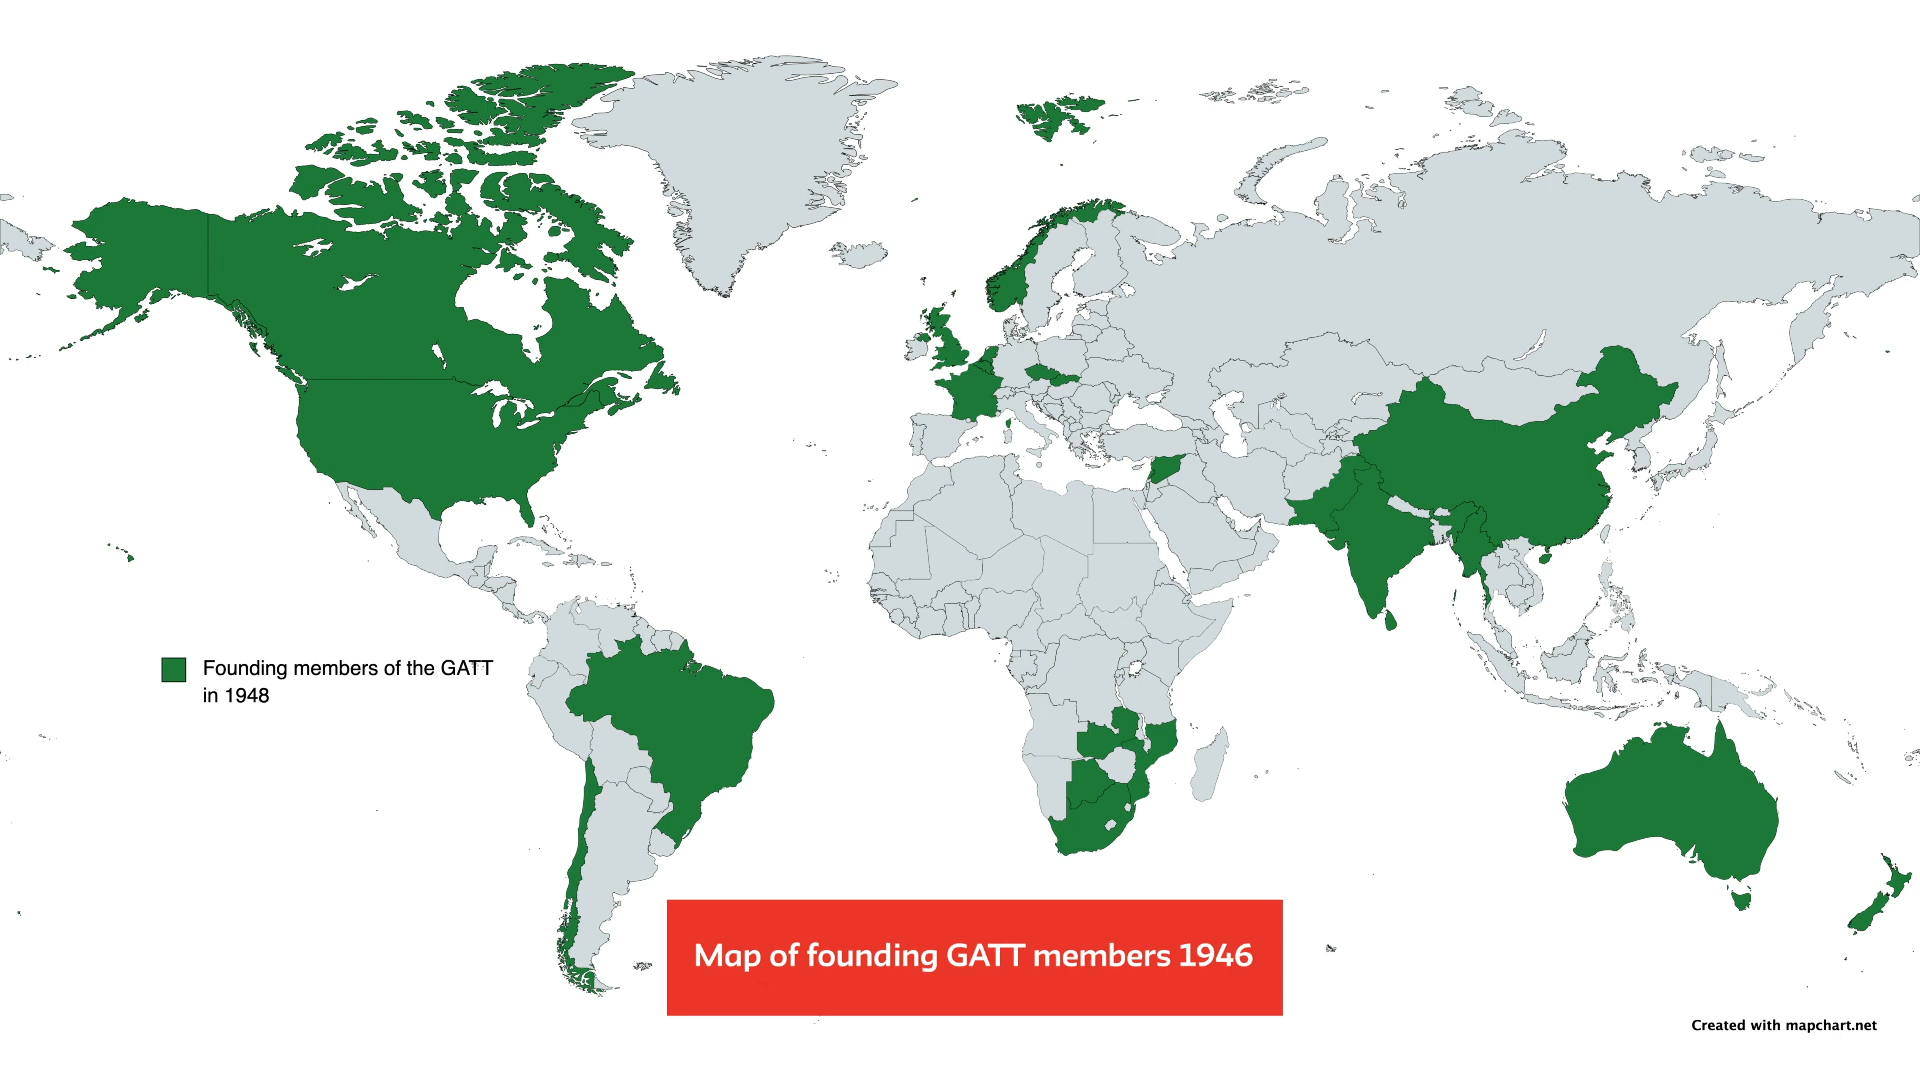 Founding members of the GATT
in 1948
Map of founding GATT members 1946
Created with mapchart.net